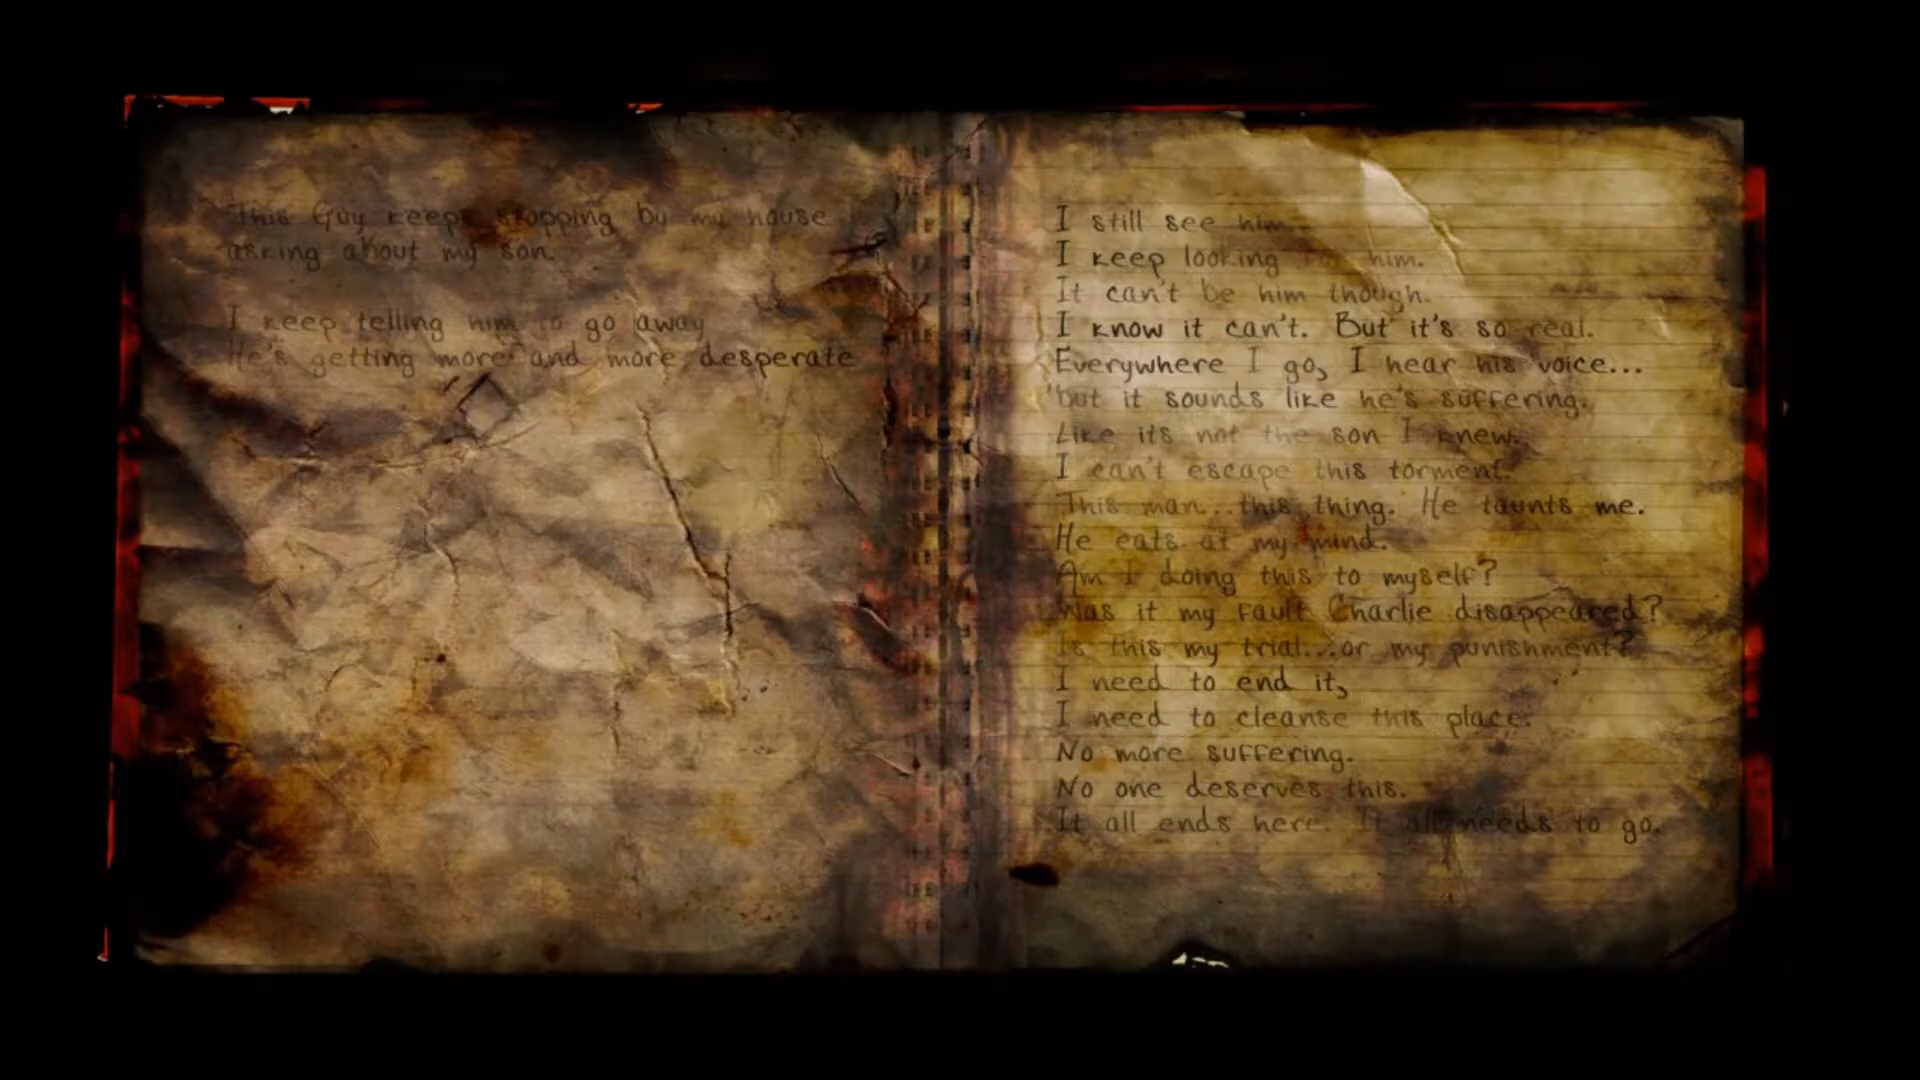 This Guy keeps stopping by my house
asking about my son.
I keep telling him to go away
He's getting more and more desperate
I still see him
I keep looking for him.
It can't be him though.
I know it can't. But it's so real.
Everywhere I go, I hear his voice...
but it sounds like he's suffering.
Like its not the son I knew.
I can't escape this torment.
This man...this thing. He taunts me.
He eats at my mind.
Am I doing this to myself?
Was it my fault Charlie disappeared?
Is this my trial...or my punishment?
I need to end it,
I need to cleanse this place.
No more suffering.
No one deserves this.
It all ends here. It all needs to go.